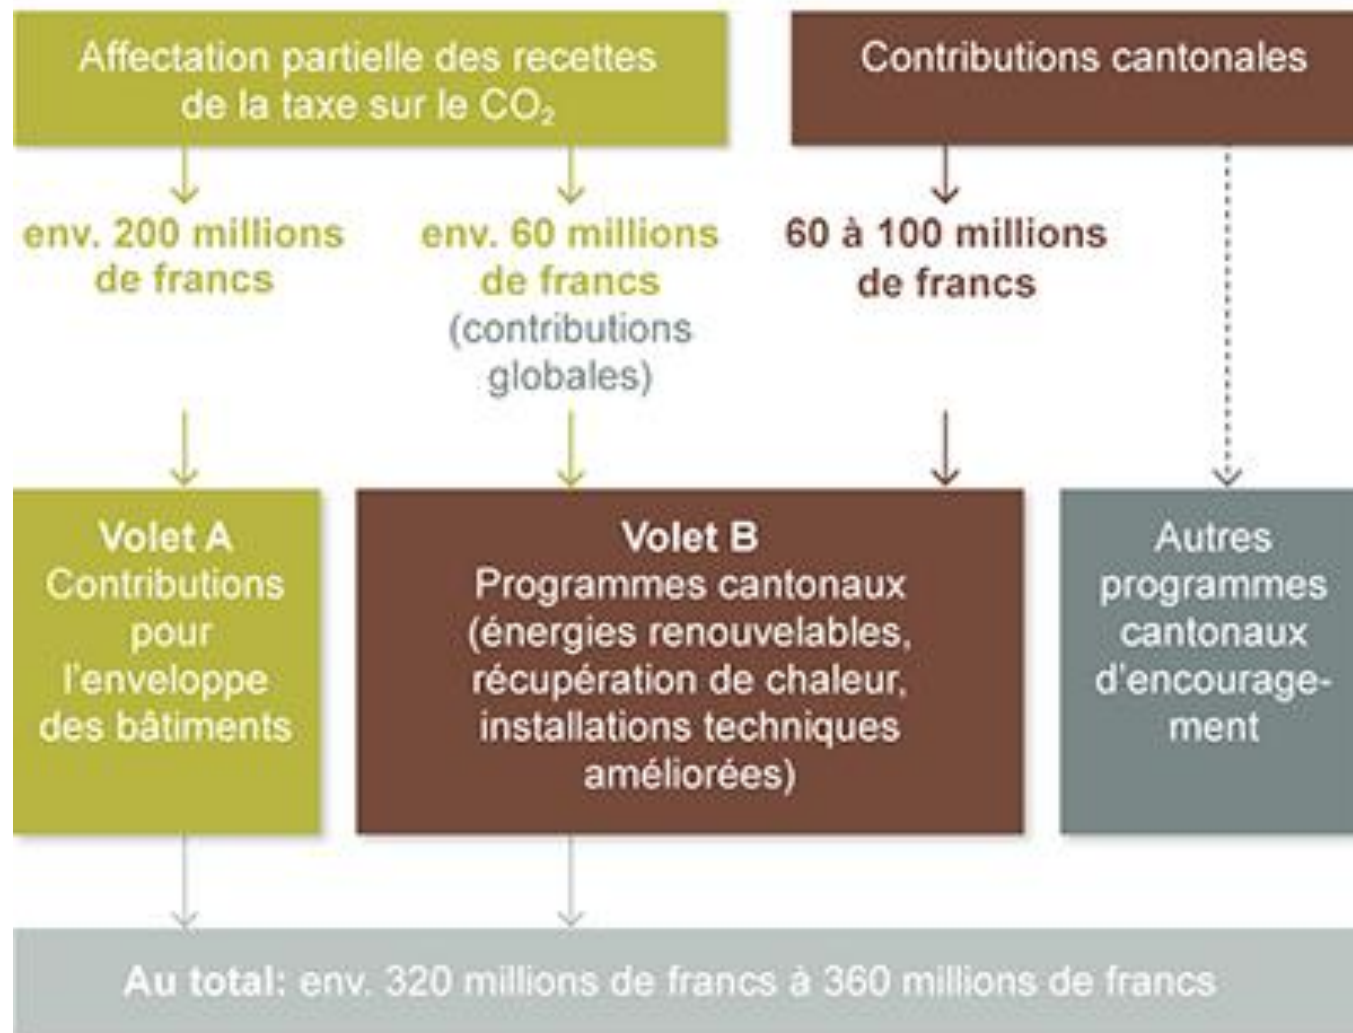 Affectation partielle des recettes
de la taxe sur le CO₂
Contributions cantonales
env. 200 millions
de francs
env. 60 millions
de francs
(contributions
globales)
60 à 100 millions
de francs
Volet A
Contributions
pour
l'enveloppe
des bâtiments
Volet B
Programmes cantonaux
(énergies renouvelables,
récupération de chaleur,
installations techniques
améliorées)
Autres
programmes
cantonaux
d'encourage-
ment
Au total: env. 320 millions de francs à 360 millions de francs